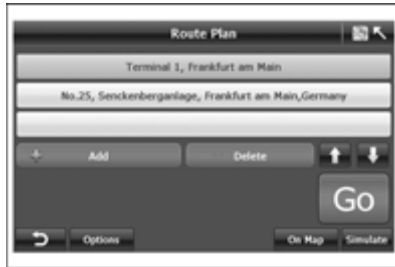 Route Plan
Terminal 1, Frankfurt am Main
No.25, Senckenberganlage, Frankfurt am Main,Germany
Add
Delete
Go
Options
On Map
Simulate